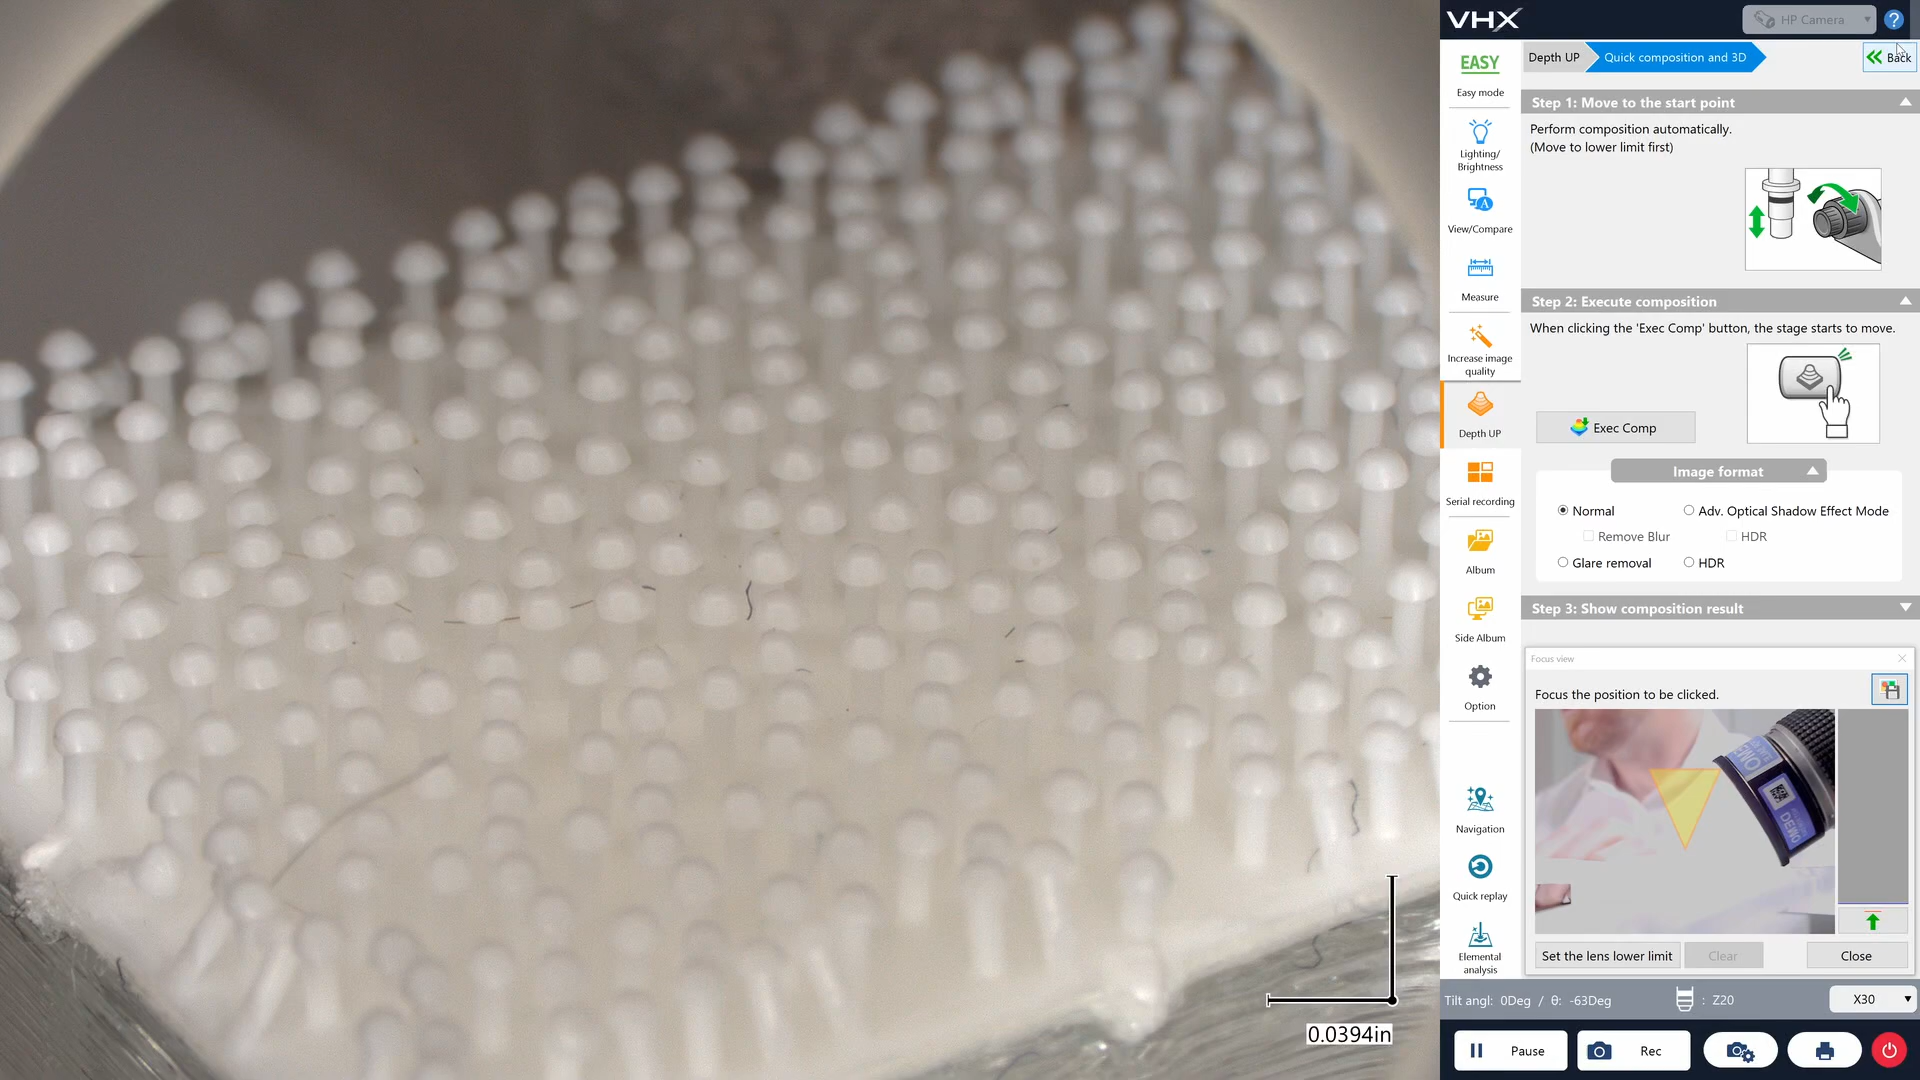 VHX
HP Camera
?
EASY
Easy mode
Depth UP
Quick composition and 3D
Back
Step 1: Move to the start point
Perform composition automatically.
(Move to lower limit first)
Lighting/
Brightness
View/Compare
Measure
Step 2: Execute composition
When clicking the 'Exec Comp' button, the stage starts to move.
Increase image
quality
Depth UP
Exec Comp
Image format
Serial recording
Normal
Adv. Optical Shadow Effect Mode
Remove Blur
HDR
Glare removal
HDR
Album
Step 3: Show composition result
Side Album
Focus view
Focus the position to be clicked.
Option
DEMO
DEMO
Navigation
Quick replay
Elemental
analysis
Set the lens lower limit
Clear
Close
Tilt angl: 0Deg / θ: -63Deg
: Z20
X30
0.0394in
Pause
Rec